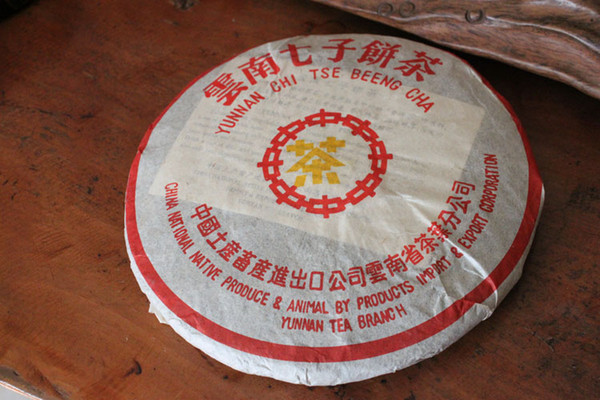 雲南七子餅茶
YUNNAN CHI TSE BEENG CHA
茶
中國土産畜産進出口公司雲南省茶葉分公司
CHINA NATIONAL NATIVE PRODUCE & ANIMAL BY PRODUCTS IMPORT & EXPORT CORPORATION
YUNNAN TEA BRANCH